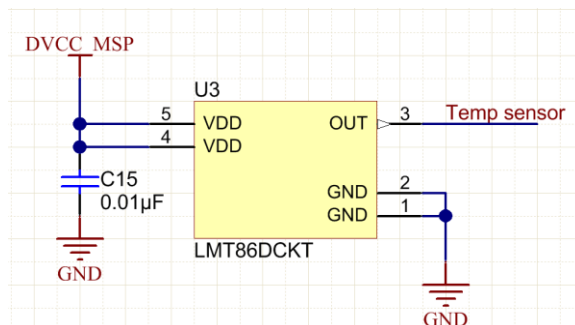 DVCC_MSP
U3
5 VDD OUT 3 Temp sensor
4 VDD
C15
0.01µF
GND 2
GND 1
GND
LMT86DCKT
GND